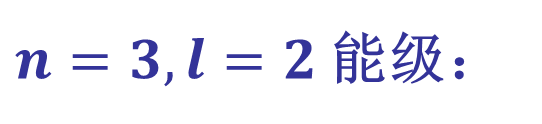 n = 3, l = 2 能级：